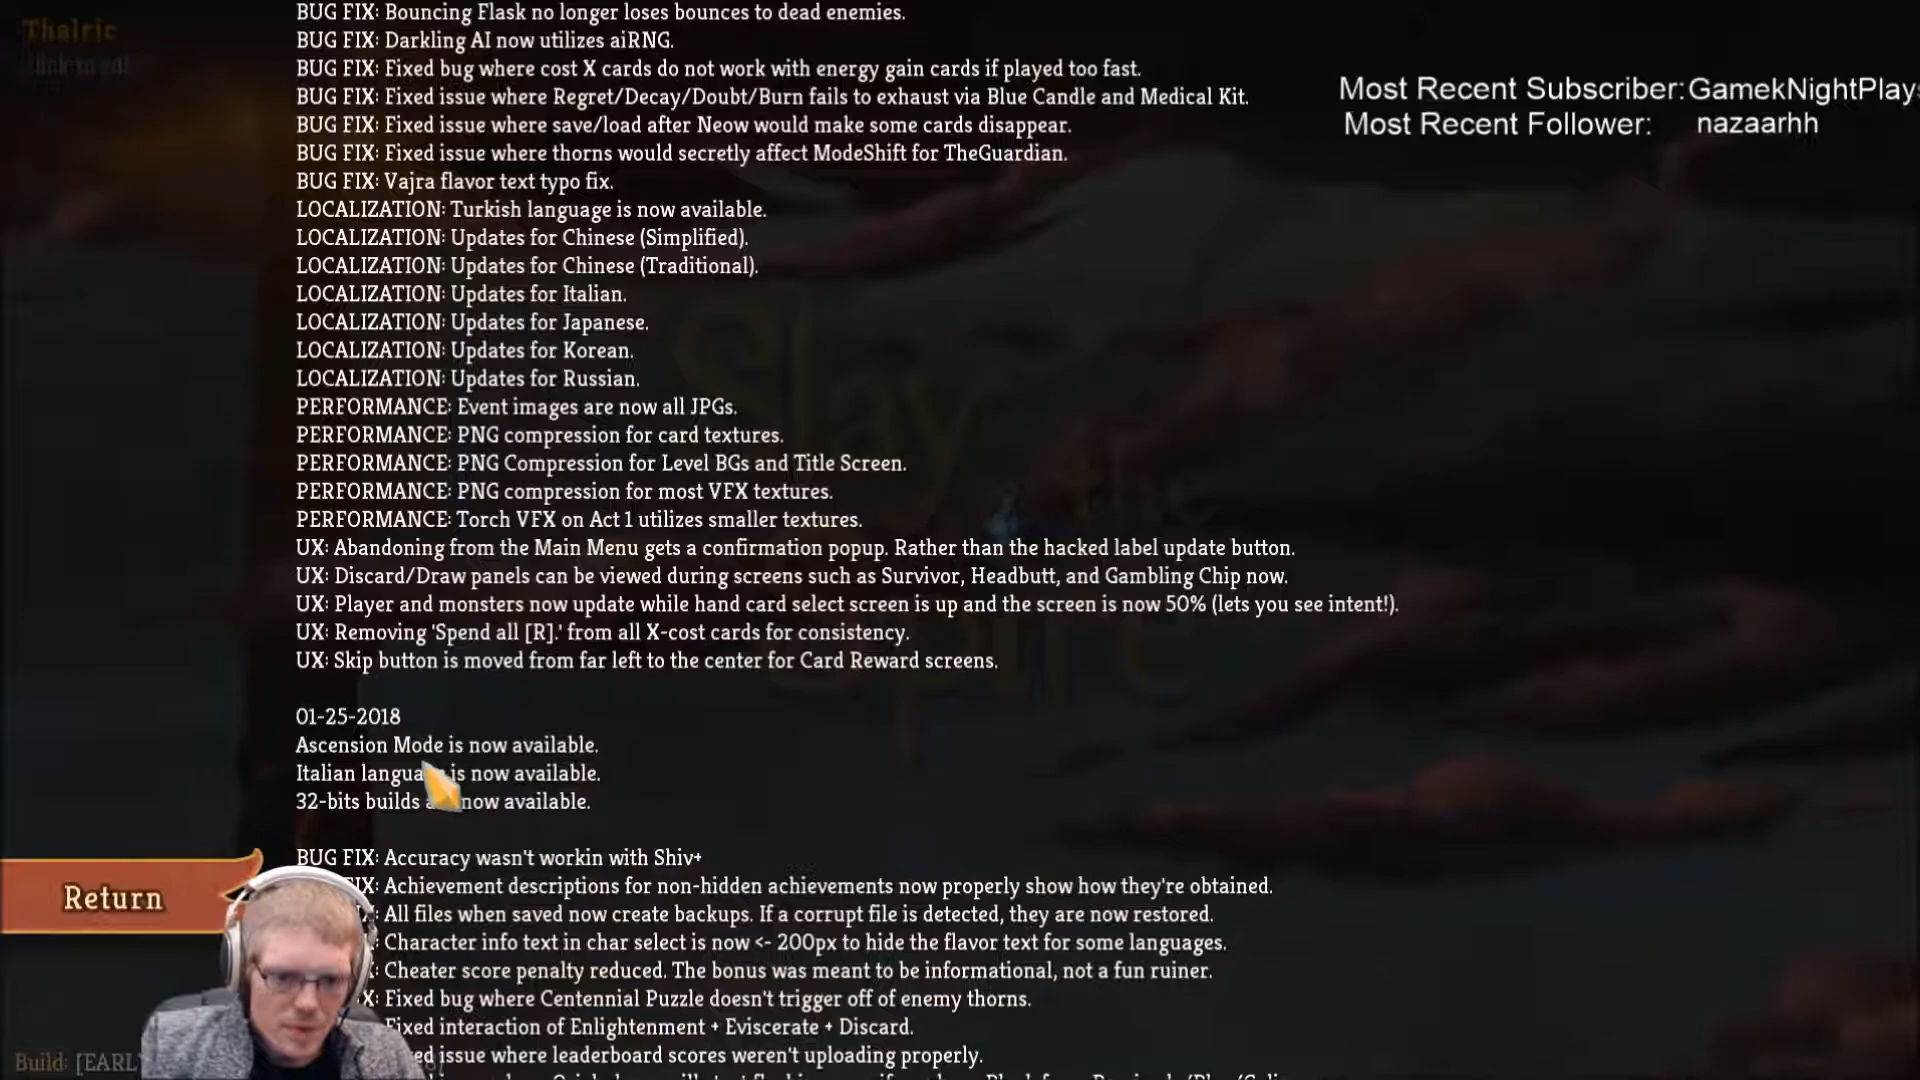 Thalric
BUG FIX: Bouncing Flask no longer loses bounces to dead enemies.
BUG FIX: Darkling AI now utilizes aiRNG.
BUG FIX: Fixed bug where cost X cards do not work with energy gain cards if played too fast.
BUG FIX: Fixed issue where Regret/Decay/Doubt/Burn fails to exhaust via Blue Candle and Medical Kit.
BUG FIX: Fixed issue where save/load after Neow would make some cards disappear.
BUG FIX: Fixed issue where thorns would secretly affect ModeShift for TheGuardian.
BUG FIX: Vajra flavor text typo fix.
LOCALIZATION: Turkish language is now available.
LOCALIZATION: Updates for Chinese (Simplified).
LOCALIZATION: Updates for Chinese (Traditional).
LOCALIZATION: Updates for Italian.
LOCALIZATION: Updates for Japanese.
LOCALIZATION: Updates for Korean.
LOCALIZATION: Updates for Russian.
PERFORMANCE: Event images are now all JPGs.
PERFORMANCE: PNG compression for card textures.
PERFORMANCE: PNG Compression for Level BGs and Title Screen.
PERFORMANCE: PNG compression for most VFX textures.
PERFORMANCE: Torch VFX on Act 1 utilizes smaller textures.
UX: Abandoning from the Main Menu gets a confirmation popup. Rather than the hacked label update button.
UX: Discard/Draw panels can be viewed during screens such as Survivor, Headbutt, and Gambling Chip now.
UX: Player and monsters now update while hand card select screen is up and the screen is now 50% (lets you see intent!).
UX: Removing 'Spend all [R].' from all X-cost cards for consistency.
UX: Skip button is moved from far left to the center for Card Reward screens.
01-25-2018
Ascension Mode is now available.
Italian langua is now available.
32-bits builds now available.
BUG FIX: Accuracy wasn't workin with Shiv+
IX: Achievement descriptions for non-hidden achievements now properly show how they're obtained.
X: All files when saved now create backups. If a corrupt file is detected, they are now restored.
: Character info text in char select is now <- 200px to hide the flavor text for some languages.
: Cheater score penalty reduced. The bonus was meant to be informational, not a fun ruiner.
X: Fixed bug where Centennial Puzzle doesn't trigger off of enemy thorns.
Fixed interaction of Enlightenment + Eviscerate + Discard.
ed issue where leaderboard scores weren't uploading properly.
Most Recent Subscriber: GamekNightPlays
Most Recent Follower: nazaarhh
Slay
the
Spire
Return
Build: [EARL